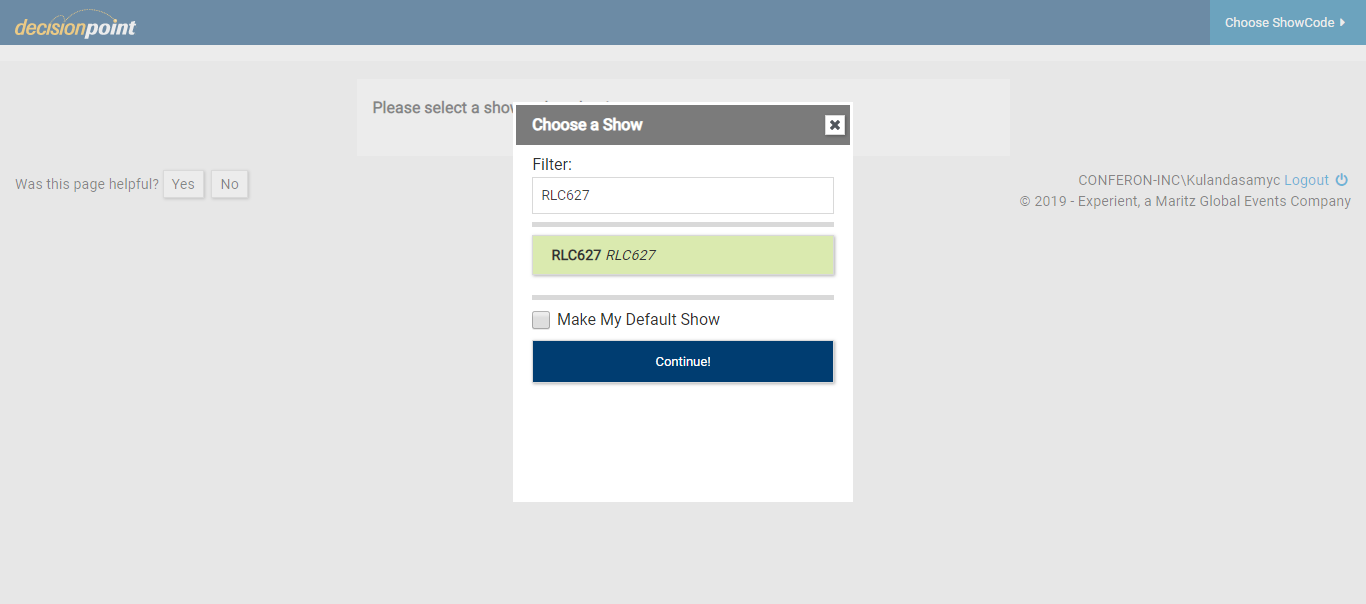 decisionpoint
Choose ShowCode
Please select a show
Choose a Show
Filter:
RLC627
RLC627 RLC627
Make My Default Show
Continue!
Was this page helpful? Yes No
CONFERON-INC\Kulandasamyc Logout
© 2019 - Experient, a Maritz Global Events Company